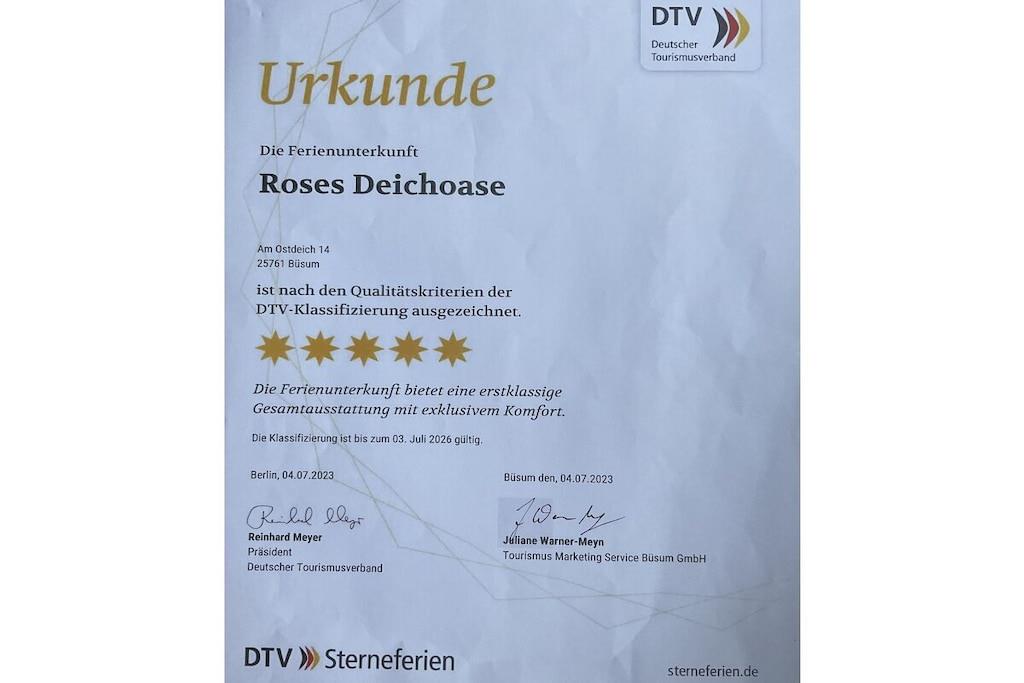 DTV
Deutscher
Tourismusverband
Urkunde
Die Ferienunterkunft
Roses Deichoase
Am Ostdeich 14
25761 Büsum
ist nach den Qualitätskriterien der
DTV-Klassifizierung ausgezeichnet.
Die Ferienunterkunft bietet eine erstklassige
Gesamtausstattung mit exklusivem Komfort.
Die Klassifizierung ist bis zum 03. Juli 2026 gültig.
Berlin, 04.07.2023
Büsum den, 04.07.2023
Reinhard Meyer
Reinhard Meyer
Präsident
Deutscher Tourismusverband
Juliane Warner-Meyn
Tourismus Marketing Service Büsum GmbH
DTV Sterneferien
sterneferien.de